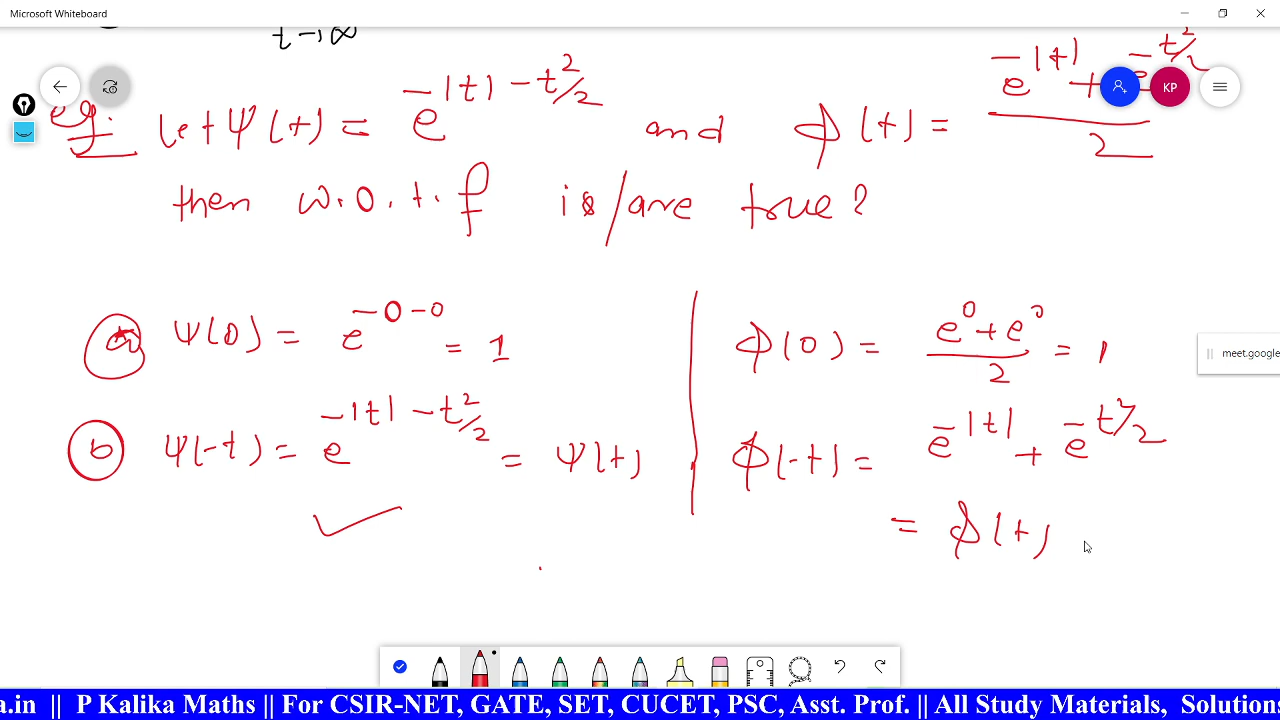 Microsoft Whiteboard
t→∞
eg. let Ψ(t) = e^{-|t| - t²/2} and φ(t) = (e^{-|t|} + e^{-t²/2})/2
KP
then w.o.t.f is/are true?
a Ψ(0) = e^{-0-0} = 1
φ(0) = (e^0 + e^0)/2 = 1
meet.google
b Ψ(-t) = e^{-|t| - t²/2} = Ψ(t)
φ(-t) = e^{-|t|} + e^{-t²/2}
= φ(t)
a.in || P Kalika Maths || For CSIR-NET, GATE, SET, CUCET, PSC, Asst. Prof. || All Study Materials, Solutions